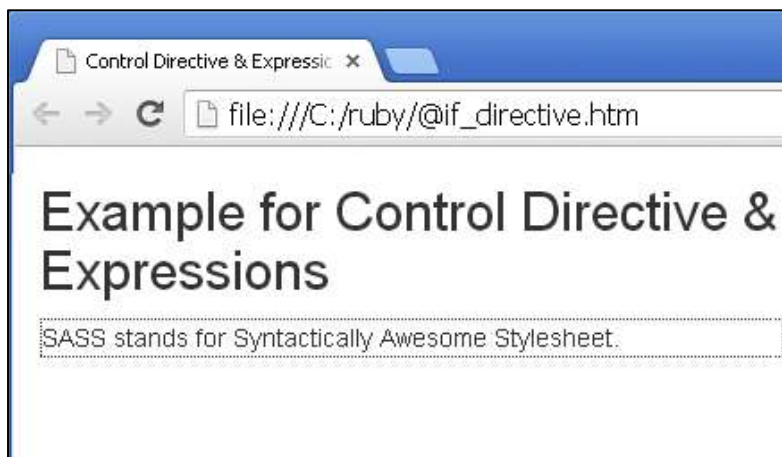 Control Directive & Expressic
file:///C:/ruby/@if_directive.htm
Example for Control Directive &
Expressions
SASS stands for Syntactically Awesome Stylesheet.